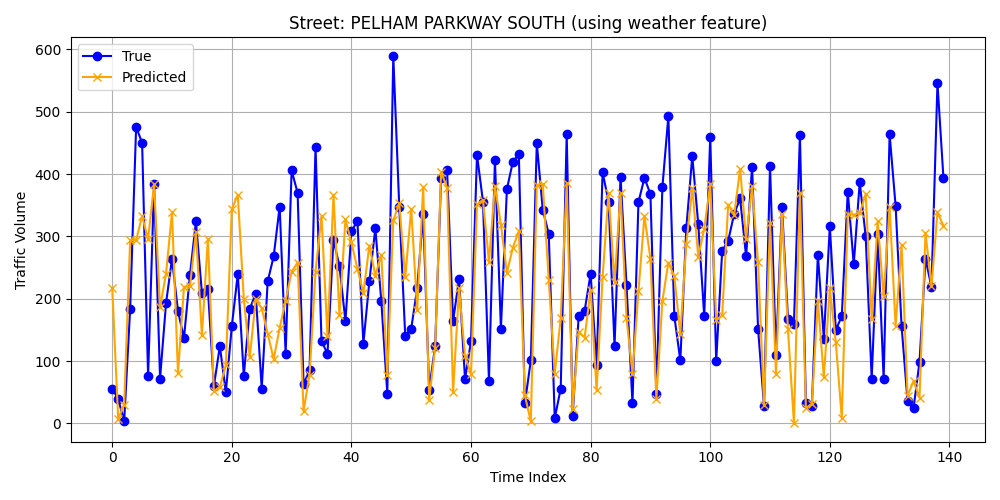 Street: PELHAM PARKWAY SOUTH (using weather feature)
True
Predicted
600
500
400
300
200
100
0
Traffic Volume
0 20 40 60 80 100 120 140
Time Index